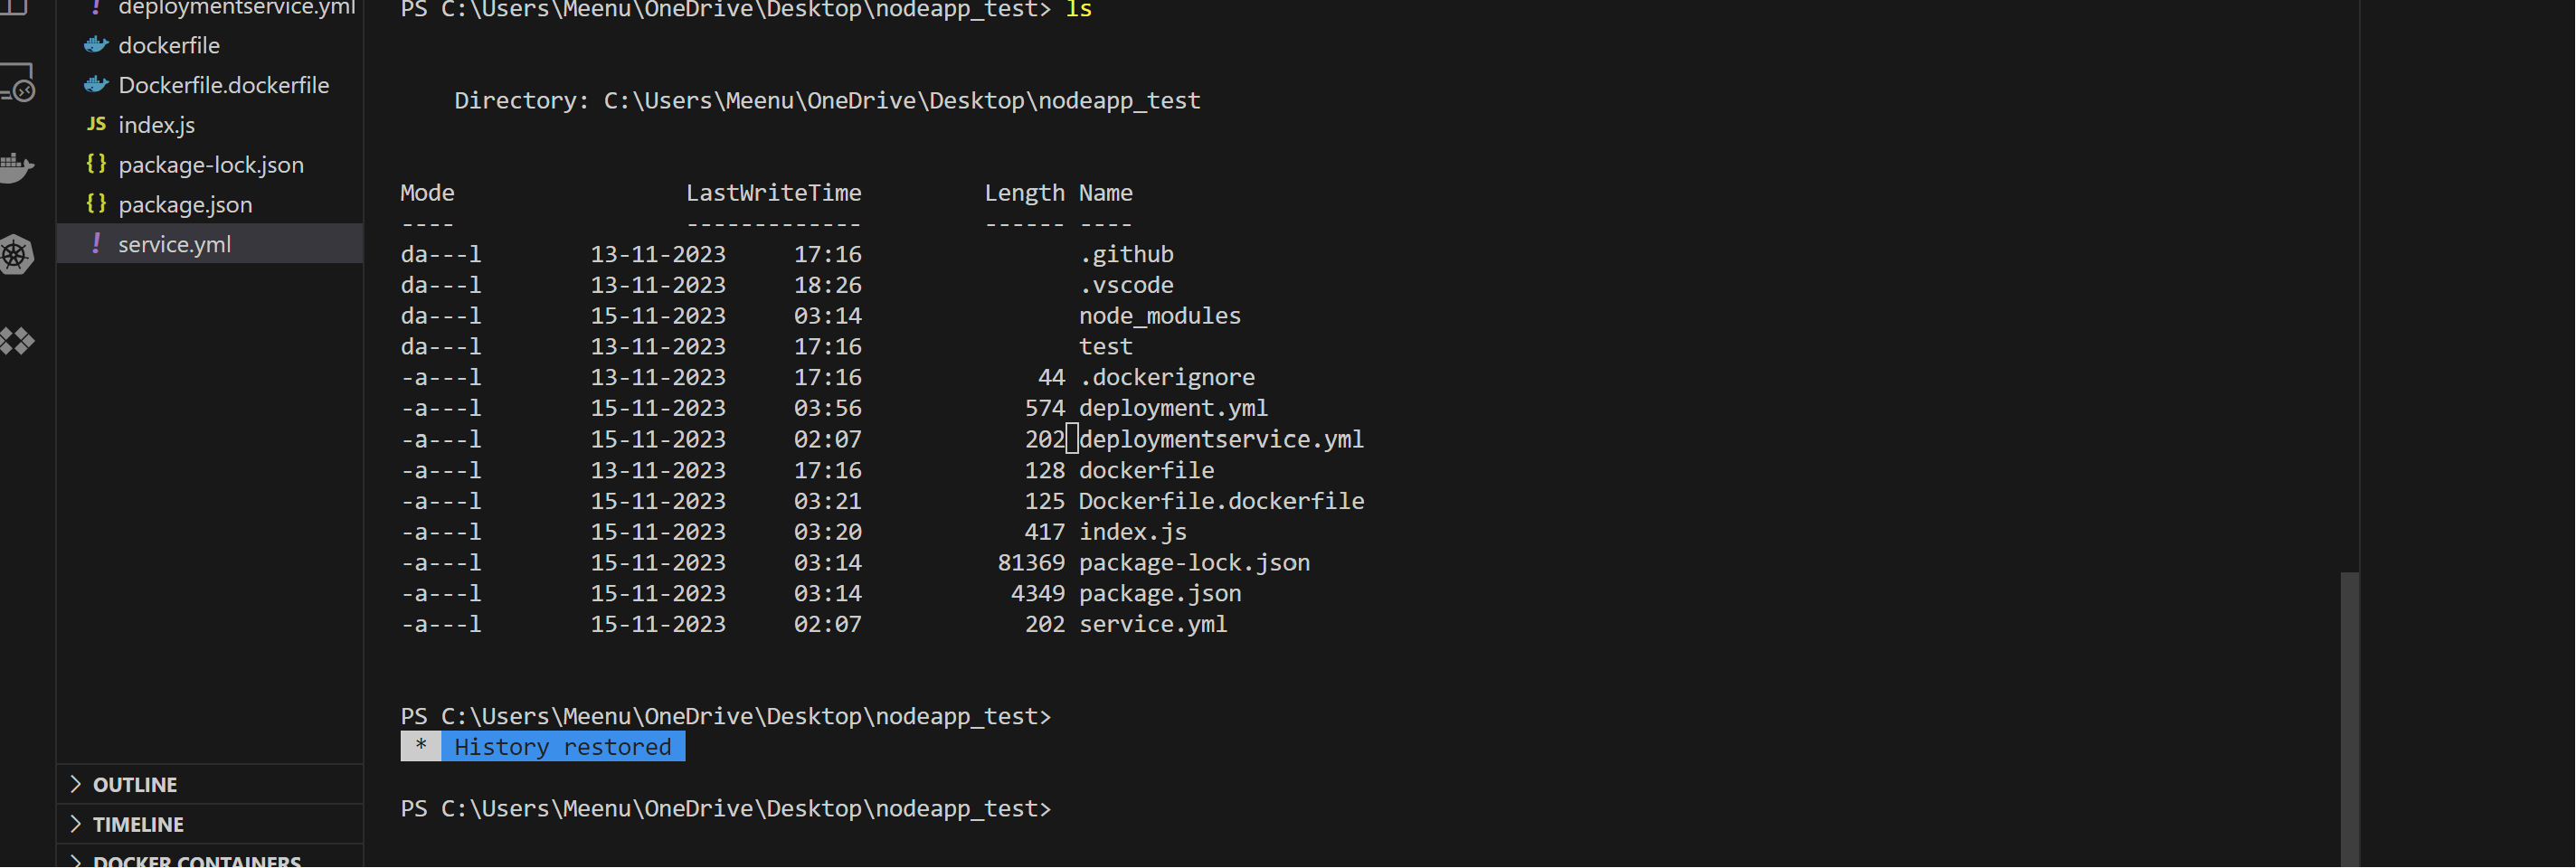 deploymentservice.yml
dockerfile
Dockerfile.dockerfile
JS index.js
{} package-lock.json
{} package.json
! service.yml
OUTLINE
TIMELINE
DOCKER CONTAINERS
PS C:\Users\Meenu\OneDrive\Desktop\nodeapp_test> ls
Directory: C:\Users\Meenu\OneDrive\Desktop\nodeapp_test
Mode LastWriteTime Length Name
---- ------------- ------ ----
da---l 13-11-2023 17:16 .github
da---l 13-11-2023 18:26 .vscode
da---l 15-11-2023 03:14 node_modules
da---l 13-11-2023 17:16 test
-a---l 13-11-2023 17:16 44 .dockerignore
-a---l 15-11-2023 03:56 574 deployment.yml
-a---l 15-11-2023 02:07 202 deploymentservice.yml
-a---l 13-11-2023 17:16 128 dockerfile
-a---l 15-11-2023 03:21 125 Dockerfile.dockerfile
-a---l 15-11-2023 03:20 417 index.js
-a---l 15-11-2023 03:14 81369 package-lock.json
-a---l 15-11-2023 03:14 4349 package.json
-a---l 15-11-2023 02:07 202 service.yml
PS C:\Users\Meenu\OneDrive\Desktop\nodeapp_test>
* History restored
PS C:\Users\Meenu\OneDrive\Desktop\nodeapp_test>